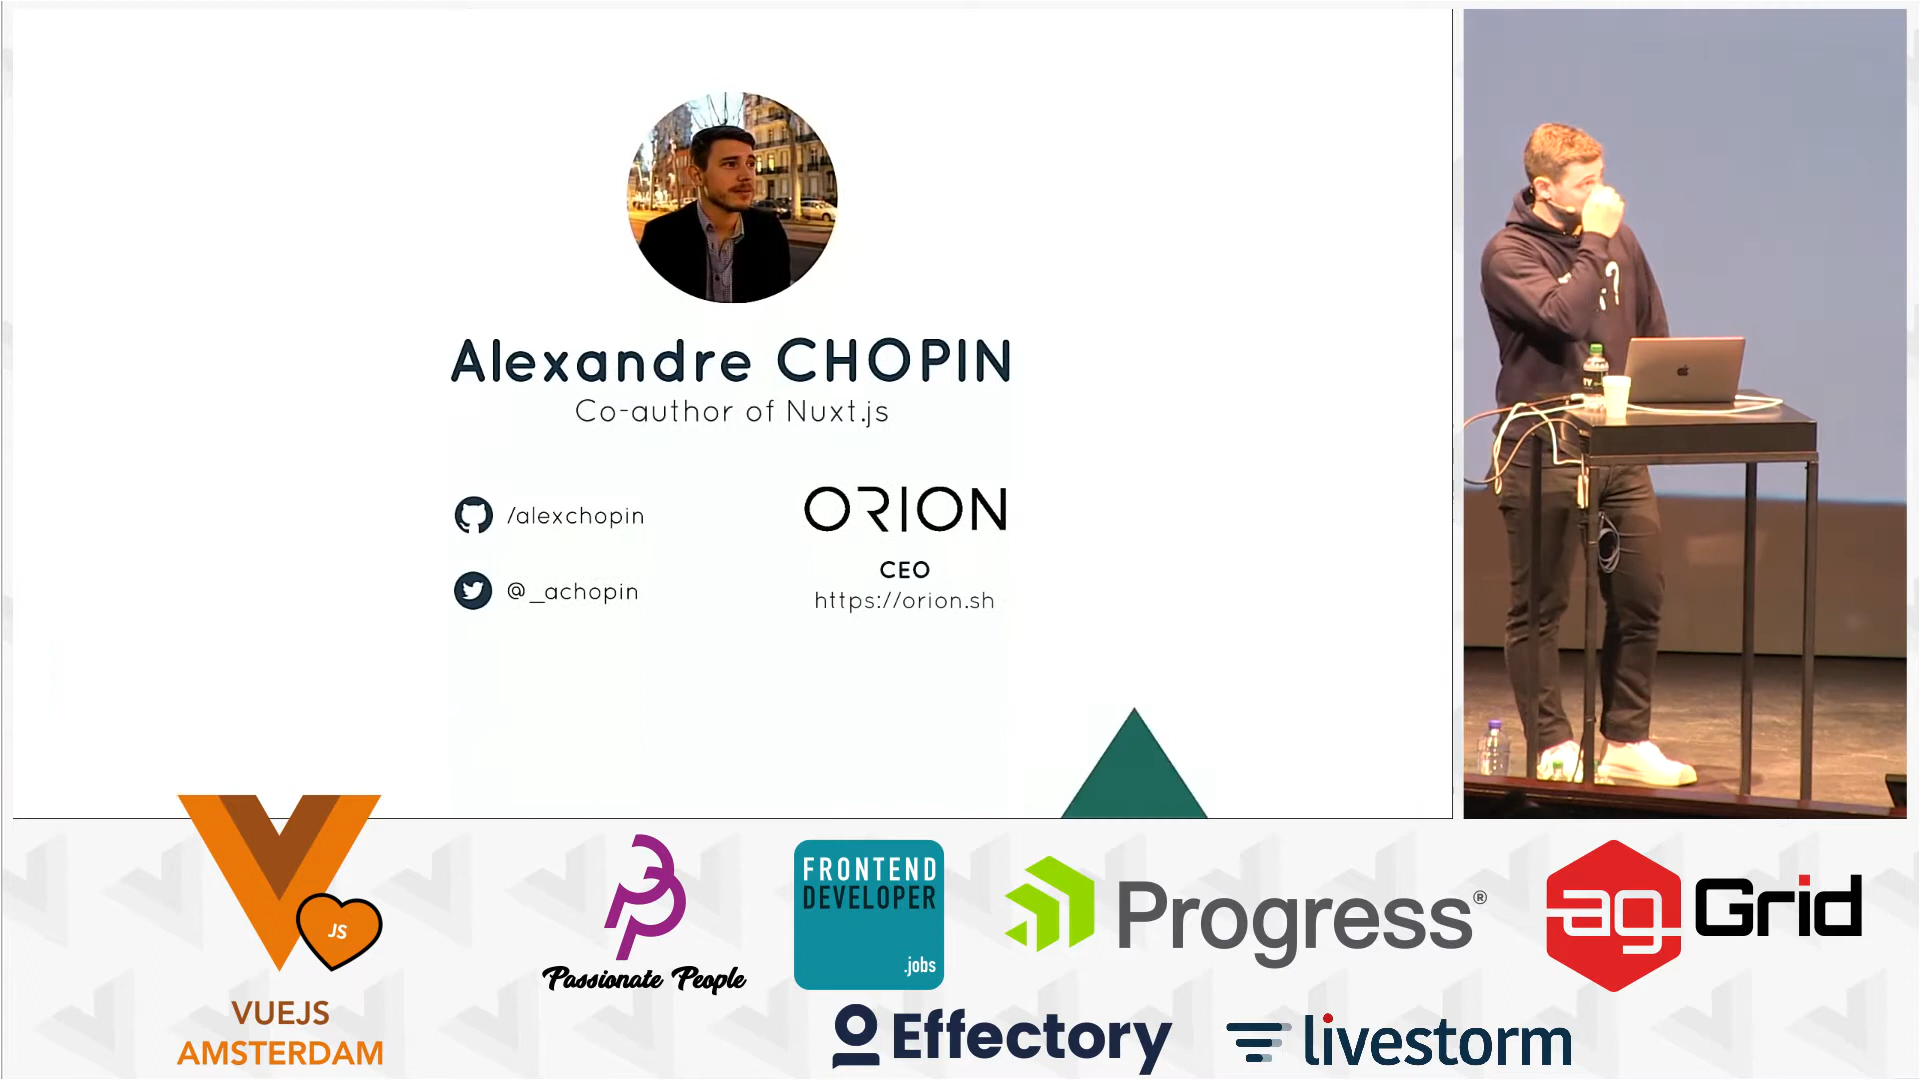 Alexandre CHOPIN
Co-author of Nuxt.js
/alexchopin
@_achopin
ORION
CEO
https://orion.sh
JS
VUEJS
AMSTERDAM
Passionate People
FRONTEND
DEVELOPER
.jobs
Progress®
ag Grid
Effectory
livestorm